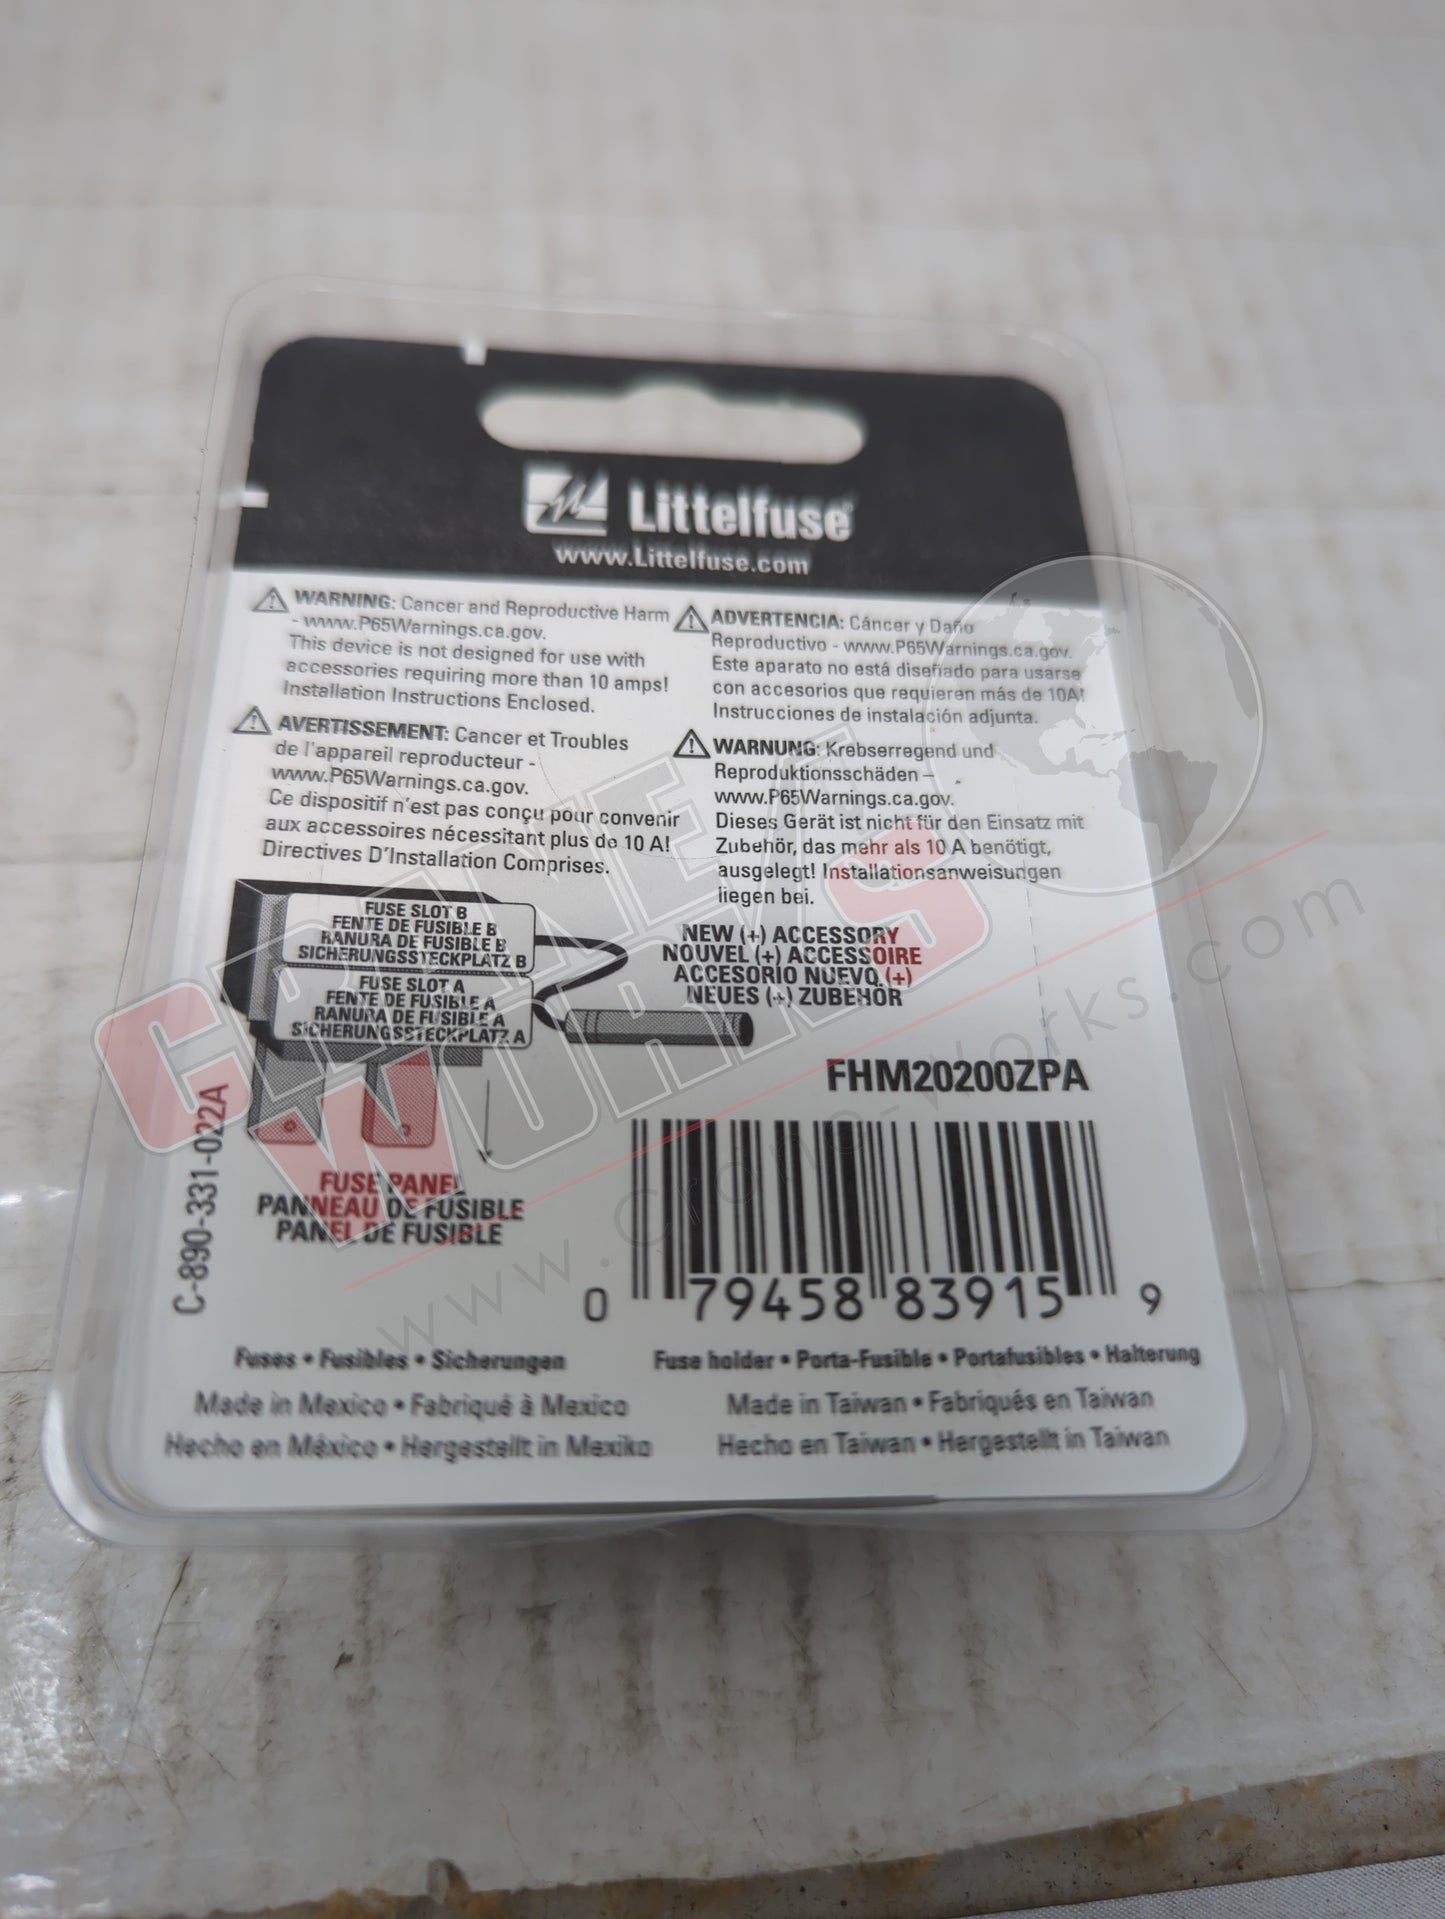 Littelfuse®
www.Littelfuse.com
WARNING: Cancer and Reproductive Harm
- www.P65Warnings.ca.gov.
This device is not designed for use with
accessories requiring more than 10 amps!
Installation Instructions Enclosed.
AVERTISSEMENT: Cancer et Troubles
de l'appareil reproducteur -
www.P65Warnings.ca.gov.
Ce dispositif n'est pas conçu pour convenir
aux accessoires nécessitant plus de 10 A!
Directives D'Installation Comprises.
ADVERTENCIA: Cáncer y Daño
Reproductivo - www.P65Warnings.ca.gov.
Este aparato no está diseñado para usarse
con accesorios que requieren más de 10A!
Instrucciones de instalación adjunta.
WARNUNG: Krebserregend und
Reproduktionsschäden –
www.P65Warnings.ca.gov.
Dieses Gerät ist nicht für den Einsatz mit
Zubehör, das mehr als 10 A benötigt,
ausgelegt! Installationsanweisungen
liegen bei.
FUSE SLOT B
FENTE DE FUSIBLE B
RANURA DE FUSIBLE B
SICHERUNGSSTECKPLATZ B
FUSE SLOT A
FENTE DE FUSIBLE A
RANURA DE FUSIBLE A
SICHERUNGSSTECKPLATZ A
NEW (+) ACCESSORY
NOUVEL (+) ACCESSOIRE
ACCESORIO NUEVO (+)
NEUES (+) ZUBEHÖR
FUSE PANEL
PANNEAU DE FUSIBLE
PANEL DE FUSIBLE
C-890-331-022A
FHM20200ZPA
0 79458 83915 9
Fuses • Fusibles • Sicherungen
Made in Mexico • Fabriqué à Mexico
Hecho en México • Hergestellt in Mexiko
Fuse holder • Porta-Fusible • Portafusibles • Halterung
Made in Taiwan • Fabriqués en Taiwan
Hecho en Taiwan • Hergestellt in Taiwan
CRONE/S
WORKS
www.crone-works.com